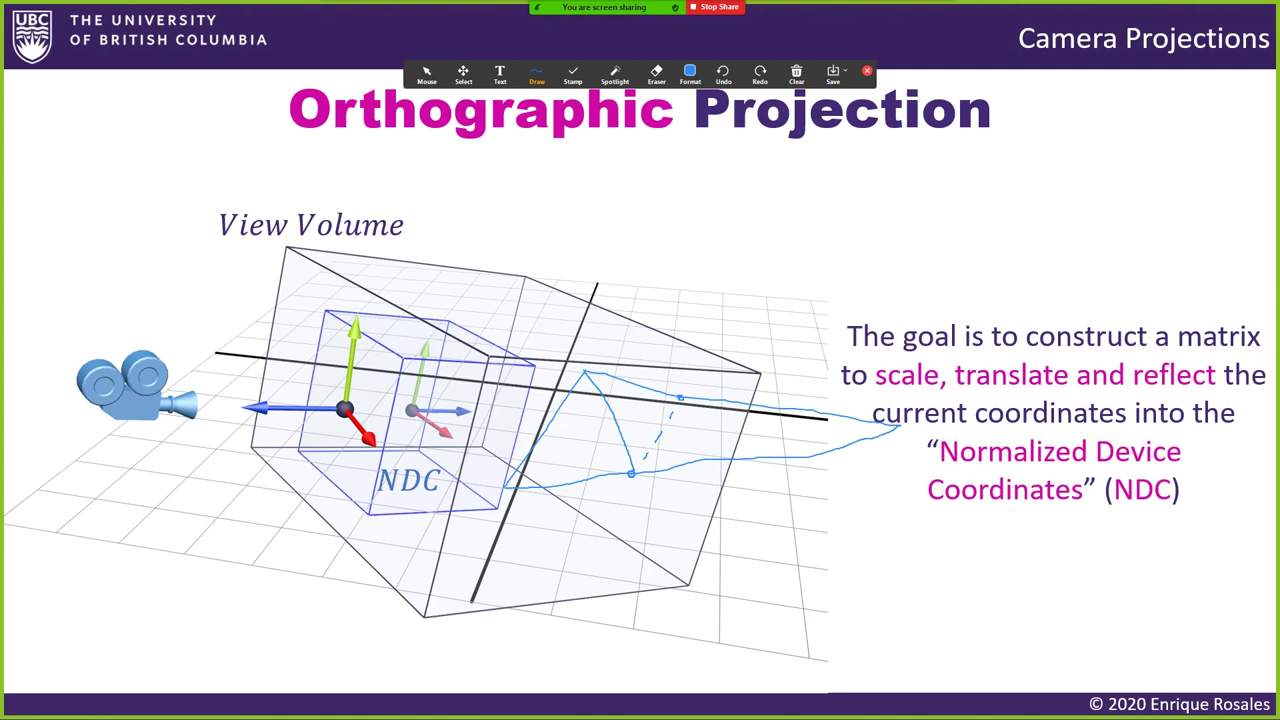 You are screen sharing
Stop Share
UBC
THE UNIVERSITY
OF BRITISH COLUMBIA
Camera Projections
Mouse
Select
Text
Draw
Stamp
Spotlight
Eraser
Format
Undo
Redo
Clear
Save
Orthographic Projection
View Volume
The goal is to construct a matrix
to scale, translate and reflect the
current coordinates into the
“Normalized Device
Coordinates” (NDC)
NDC
© 2020 Enrique Rosales